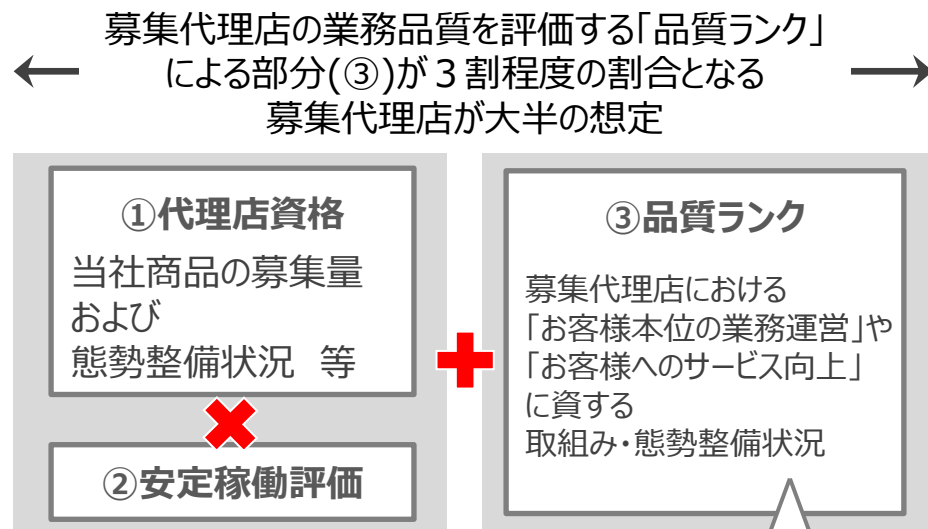 募集代理店の業務品質を評価する「品質ランク」
による部分(③)が３割程度の割合となる
募集代理店が大半の想定
①代理店資格
当社商品の募集量
および
態勢整備状況　等
②安定稼働評価
③品質ランク
募集代理店における
「お客様本位の業務運営」や
「お客様へのサービス向上」
に資する
取組み・態勢整備状況